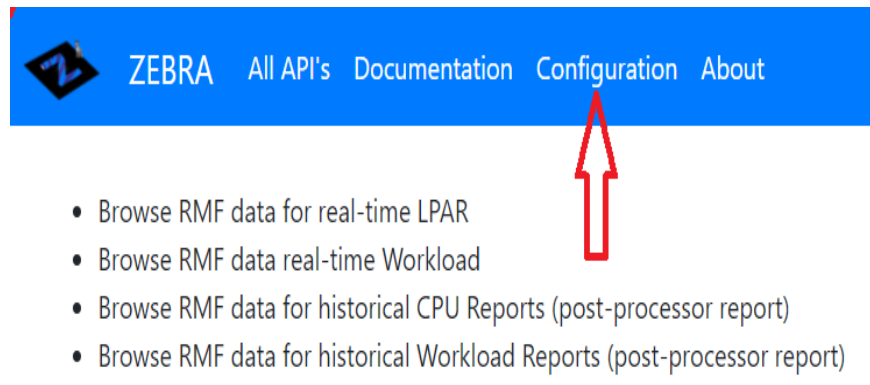 ZEBRA All API's Documentation Configuration About
Browse RMF data for real-time LPAR
Browse RMF data real-time Workload
Browse RMF data for historical CPU Reports (post-processor report)
Browse RMF data for historical Workload Reports (post-processor report)